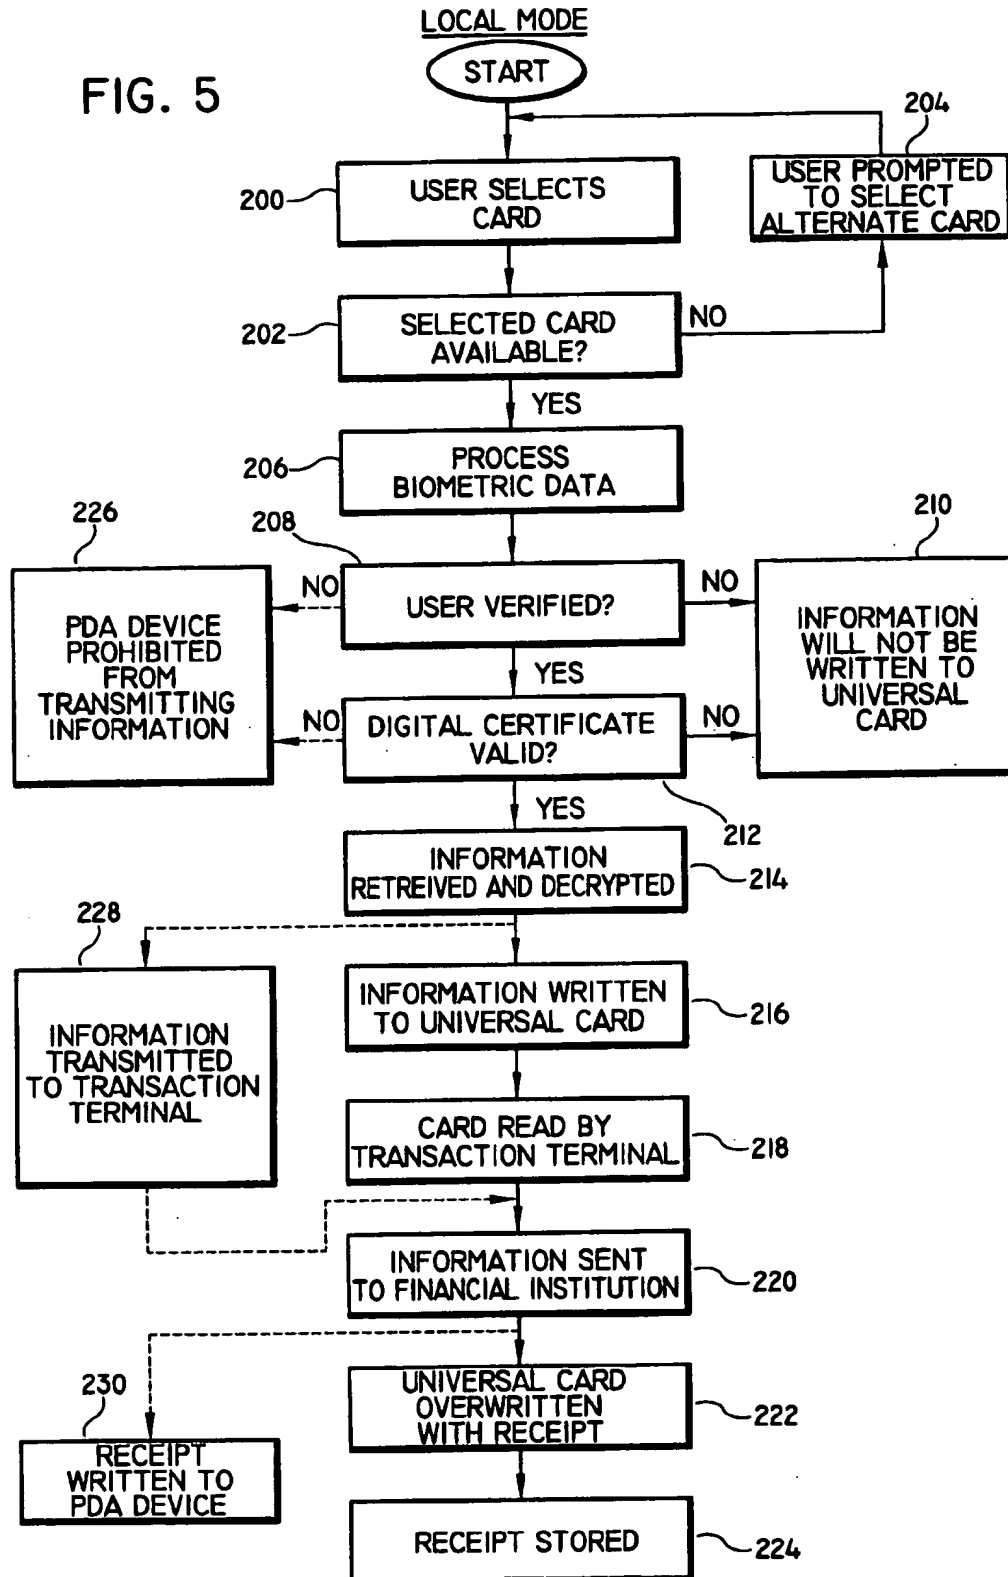 LOCAL MODE
START
FIG. 5
204
USER PROMPTED
TO SELECT
ALTERNATE CARD
200
USER SELECTS
CARD
202
SELECTED CARD
AVAILABLE?
NO
YES
206
PROCESS
BIOMETRIC DATA
226
208
210
PDA DEVICE
PROHIBITED
FROM
TRANSMITTING
INFORMATION
NO
USER VERIFIED?
NO
INFORMATION
WILL NOT BE
WRITTEN TO
UNIVERSAL
CARD
YES
NO
DIGITAL CERTIFICATE
VALID?
NO
212
YES
INFORMATION
RETREIVED AND DECRYPTED
214
228
INFORMATION
TRANSMITTED
TO TRANSACTION
TERMINAL
INFORMATION WRITTEN
TO UNIVERSAL CARD
216
CARD READ BY
TRANSACTION TERMINAL
218
INFORMATION SENT
TO FINANCIAL INSTITUTION
220
230
RECEIPT
WRITTEN TO
PDA DEVICE
UNIVERSAL CARD
OVERWRITTEN
WITH RECEIPT
222
RECEIPT STORED
224